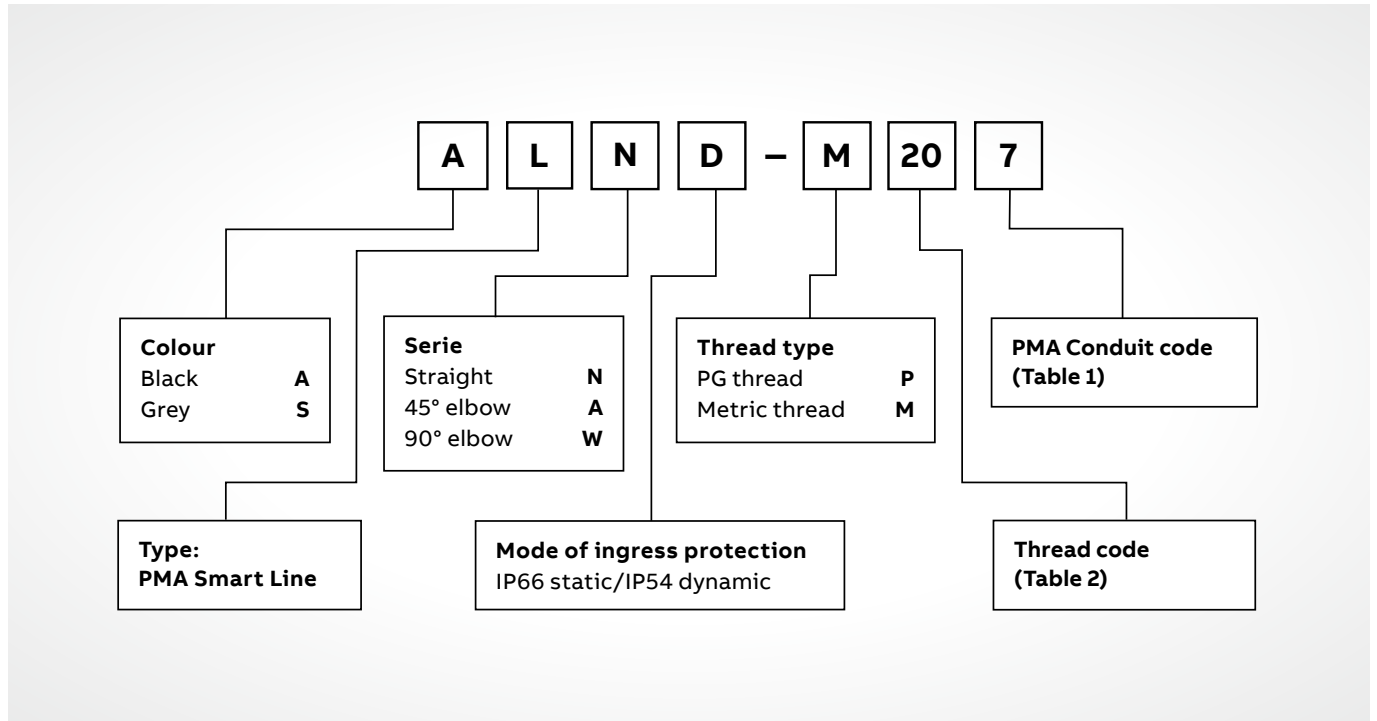 A L N D – M 20 7
Colour
Black A
Grey S
Serie
Straight N
45° elbow A
90° elbow W
Thread type
PG thread P
Metric thread M
PMA Conduit code
(Table 1)
Type:
PMA Smart Line
Mode of ingress protection
IP66 static/IP54 dynamic
Thread code
(Table 2)